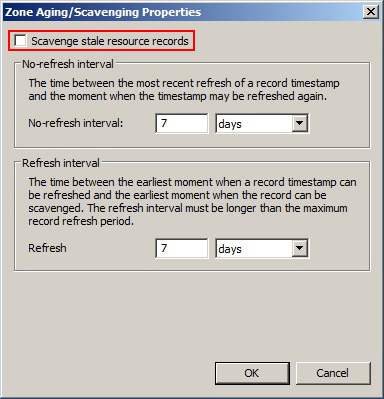 Zone Aging/Scavenging Properties
Scavenge stale resource records
No-refresh interval
The time between the most recent refresh of a record timestamp
and the moment when the timestamp may be refreshed again.
No-refresh interval: 7 days
Refresh interval
The time between the earliest moment when a record timestamp can
be refreshed and the earliest moment when the record can be
scavenged. The refresh interval must be longer than the maximum
record refresh period.
Refresh 7 days
OK Cancel